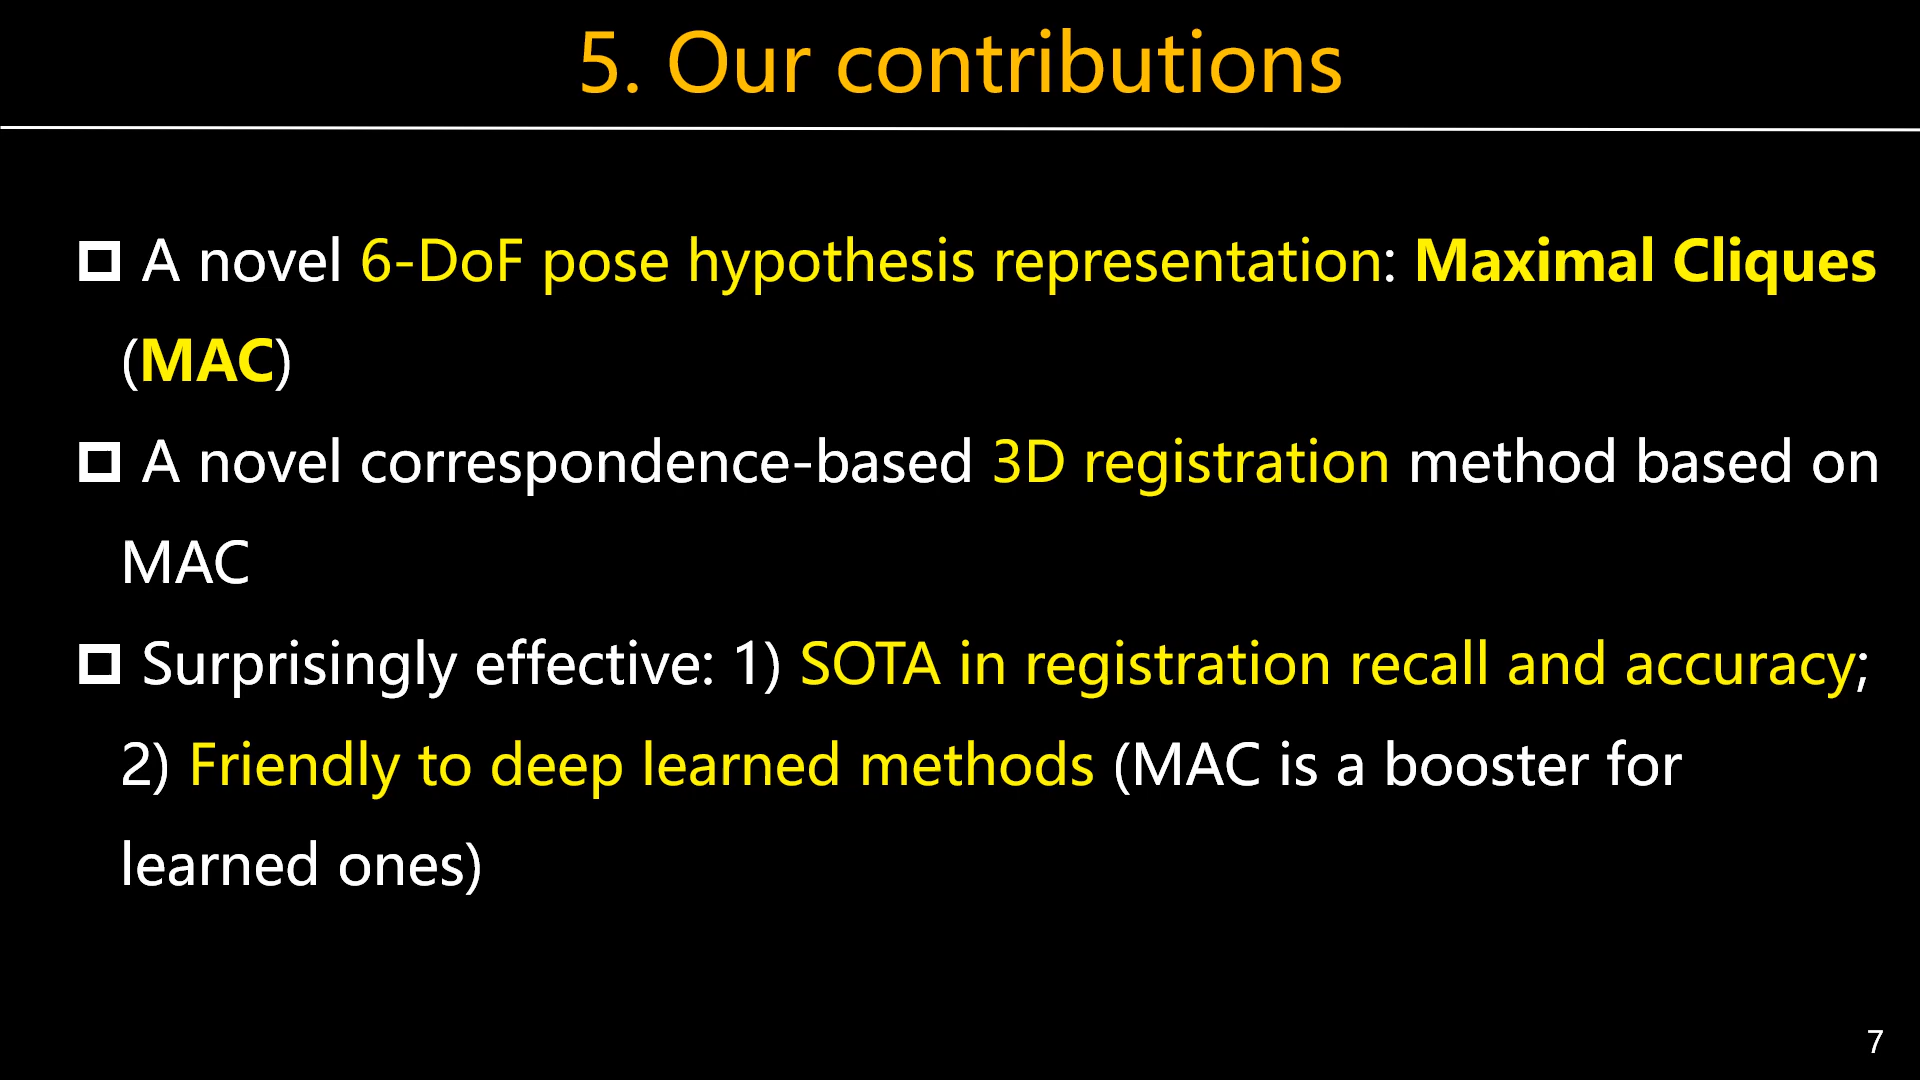 5. Our contributions
A novel 6-DoF pose hypothesis representation: Maximal Cliques
(MAC)
A novel correspondence-based 3D registration method based on
MAC
Surprisingly effective: 1) SOTA in registration recall and accuracy;
2) Friendly to deep learned methods (MAC is a booster for
learned ones)
7